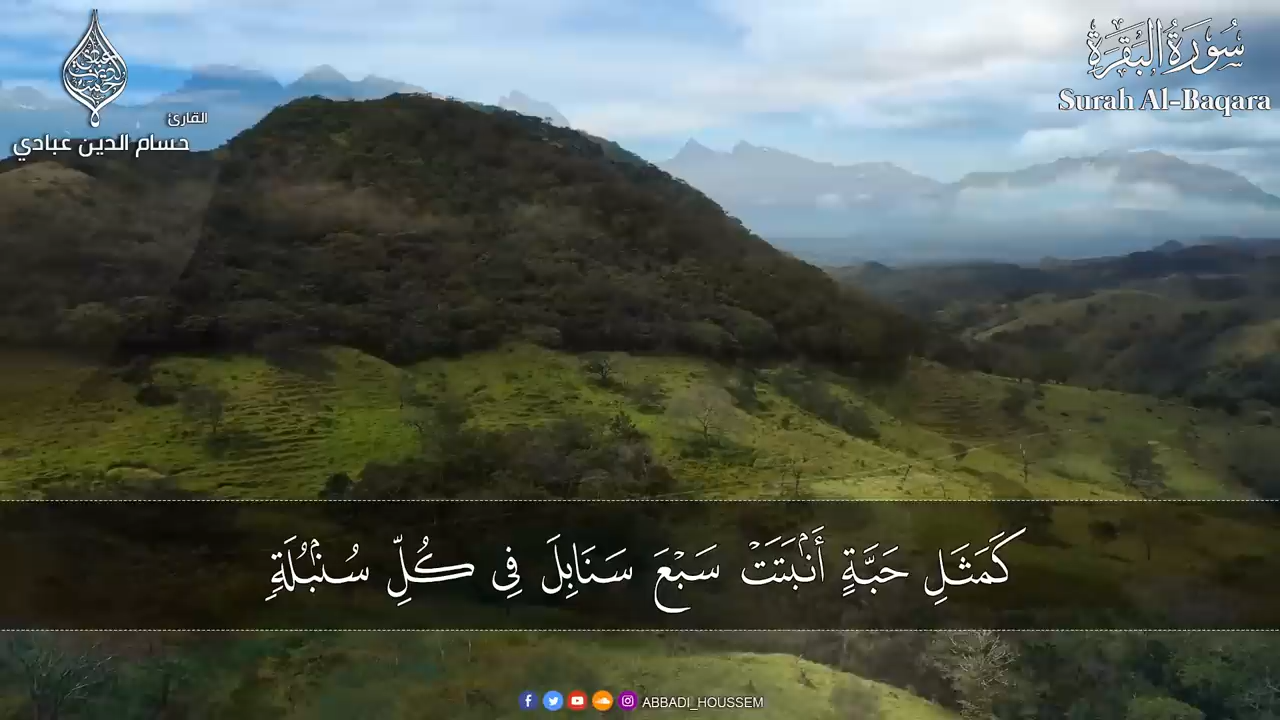 سُورَةُ البَقَرَة
Surah Al-Baqara
القارئ
حسام الدين عبادي
كَمَثَلِ حَبَّةٍ أَنۢبَتَتْ سَبْعَ سَنَابِلَ فِى كُلِّ سُنۢبُلَةٍ
ABBADI_HOUSSEM